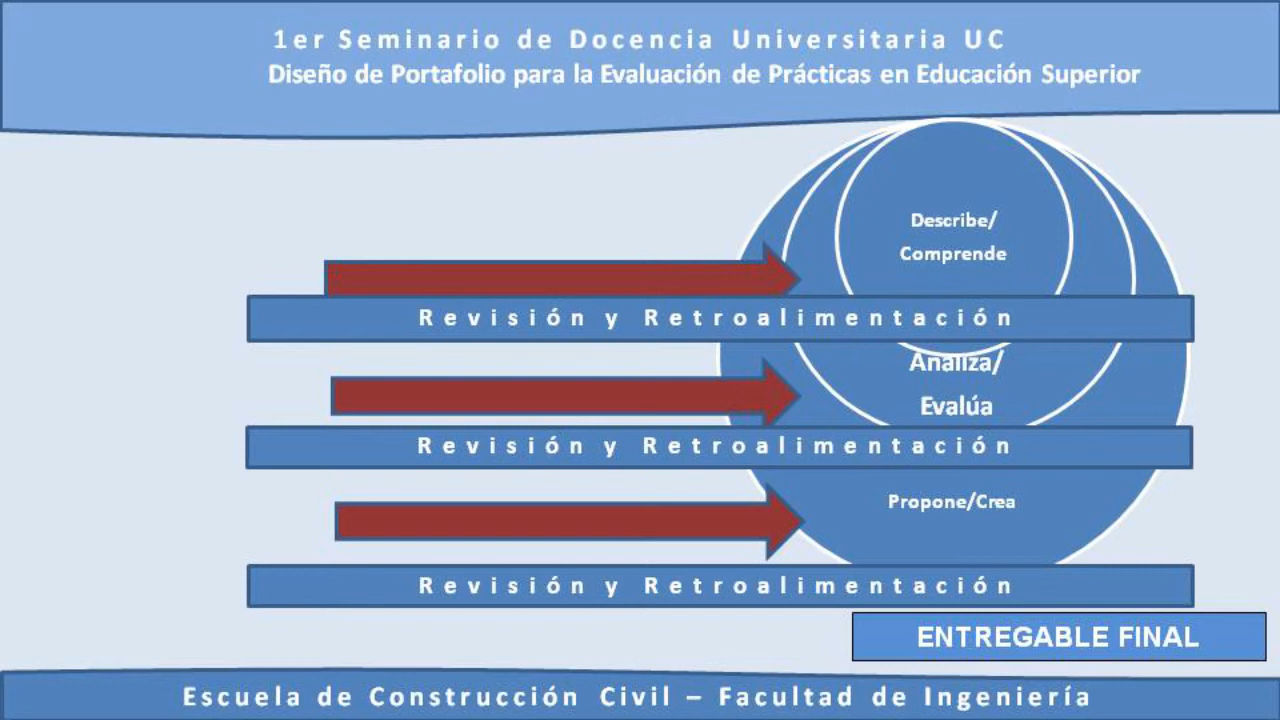 1er Seminario de Docencia Universitaria UC
Diseño de Portafolio para la Evaluación de Prácticas en Educación Superior
Describe/
Comprende
Revisión y Retroalimentación
Analiza/
Evalúa
Revisión y Retroalimentación
Propone/Crea
Revisión y Retroalimentación
ENTREGABLE FINAL
Escuela de Construcción Civil – Facultad de Ingeniería